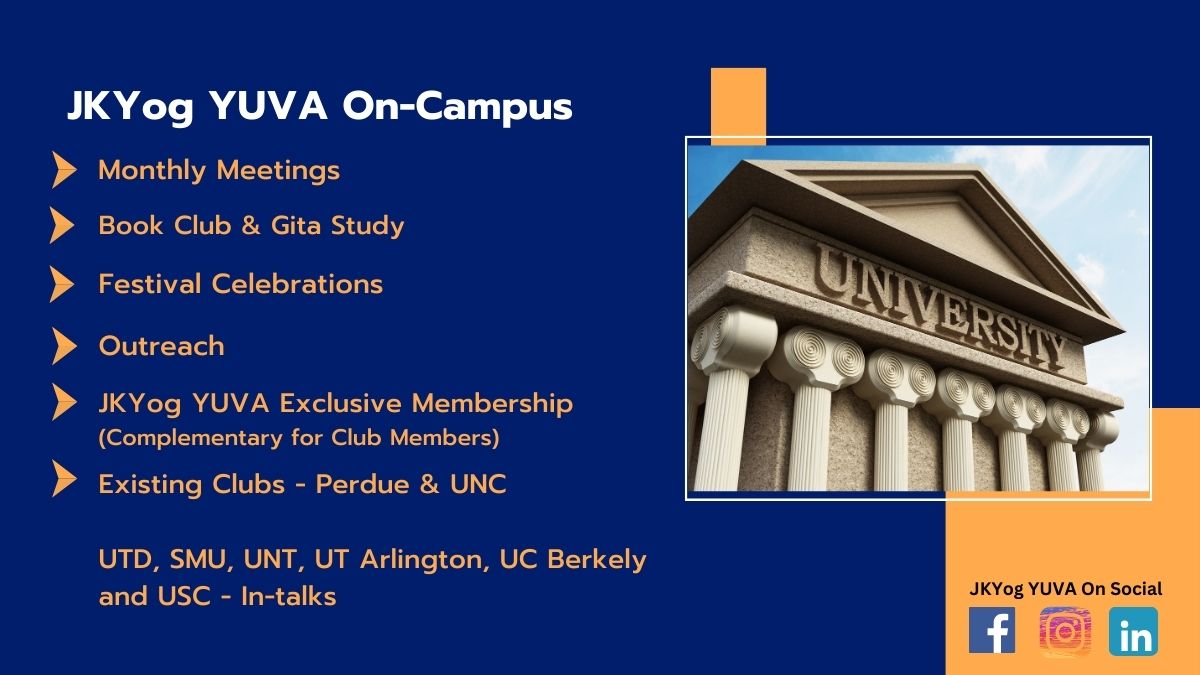 JKYog YUVA On-Campus
Monthly Meetings
Book Club & Gita Study
Festival Celebrations
Outreach
JKYog YUVA Exclusive Membership
(Complementary for Club Members)
Existing Clubs - Perdue & UNC
UTD, SMU, UNT, UT Arlington, UC Berkely
and USC - In-talks
UNIVERSITY
JKYog YUVA On Social
f
in